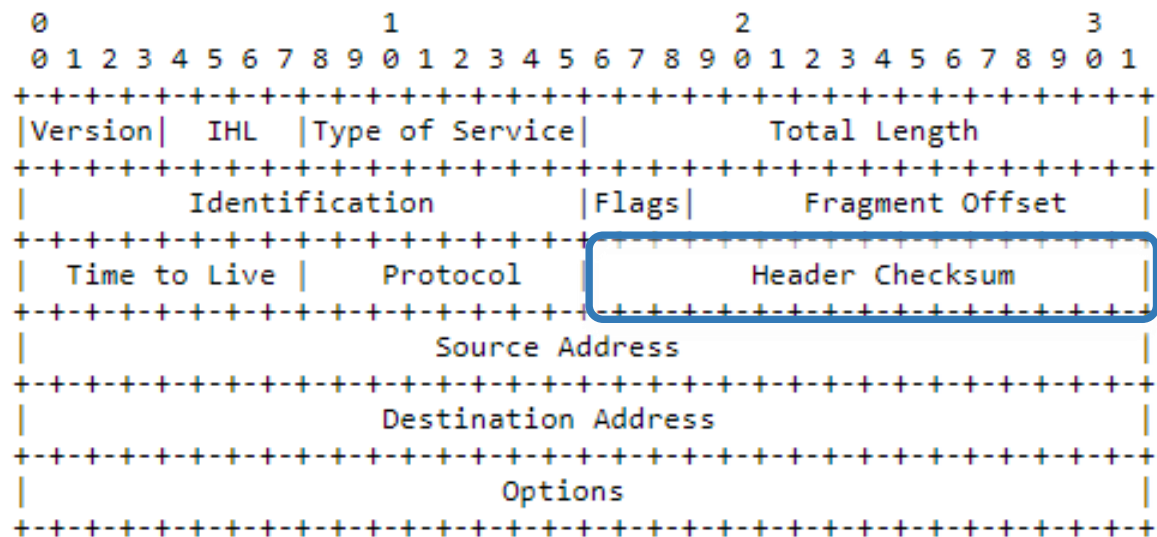 0                   1                   2                   3
 0 1 2 3 4 5 6 7 8 9 0 1 2 3 4 5 6 7 8 9 0 1 2 3 4 5 6 7 8 9 0 1
+-+-+-+-+-+-+-+-+-+-+-+-+-+-+-+-+-+-+-+-+-+-+-+-+-+-+-+-+-+-+-+-+
|Version|  IHL  |Type of Service|          Total Length         |
+-+-+-+-+-+-+-+-+-+-+-+-+-+-+-+-+-+-+-+-+-+-+-+-+-+-+-+-+-+-+-+-+
|         Identification        |Flags|      Fragment Offset    |
+-+-+-+-+-+-+-+-+-+-+-+-+-+-+-+-+-+-+-+-+-+-+-+-+-+-+-+-+-+-+-+-+
|  Time to Live |    Protocol   |         Header Checksum       |
+-+-+-+-+-+-+-+-+-+-+-+-+-+-+-+-+-+-+-+-+-+-+-+-+-+-+-+-+-+-+-+-+
|                       Source Address                          |
+-+-+-+-+-+-+-+-+-+-+-+-+-+-+-+-+-+-+-+-+-+-+-+-+-+-+-+-+-+-+-+-+
|                    Destination Address                        |
+-+-+-+-+-+-+-+-+-+-+-+-+-+-+-+-+-+-+-+-+-+-+-+-+-+-+-+-+-+-+-+-+
|                           Options                             |
+-+-+-+-+-+-+-+-+-+-+-+-+-+-+-+-+-+-+-+-+-+-+-+-+-+-+-+-+-+-+-+-+